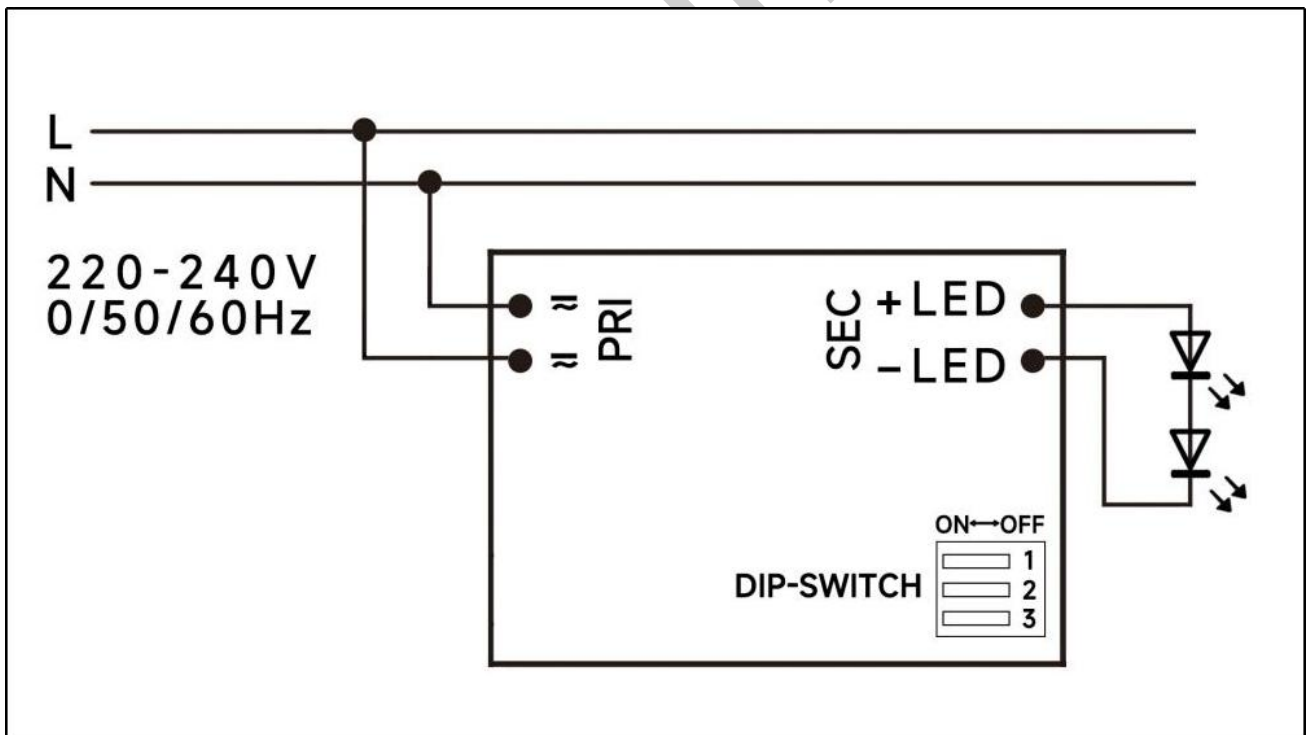 L
N
220-240V
0/50/60Hz
PRI
SEC
+LED
−LED
ON↔OFF
DIP-SWITCH
1
2
3